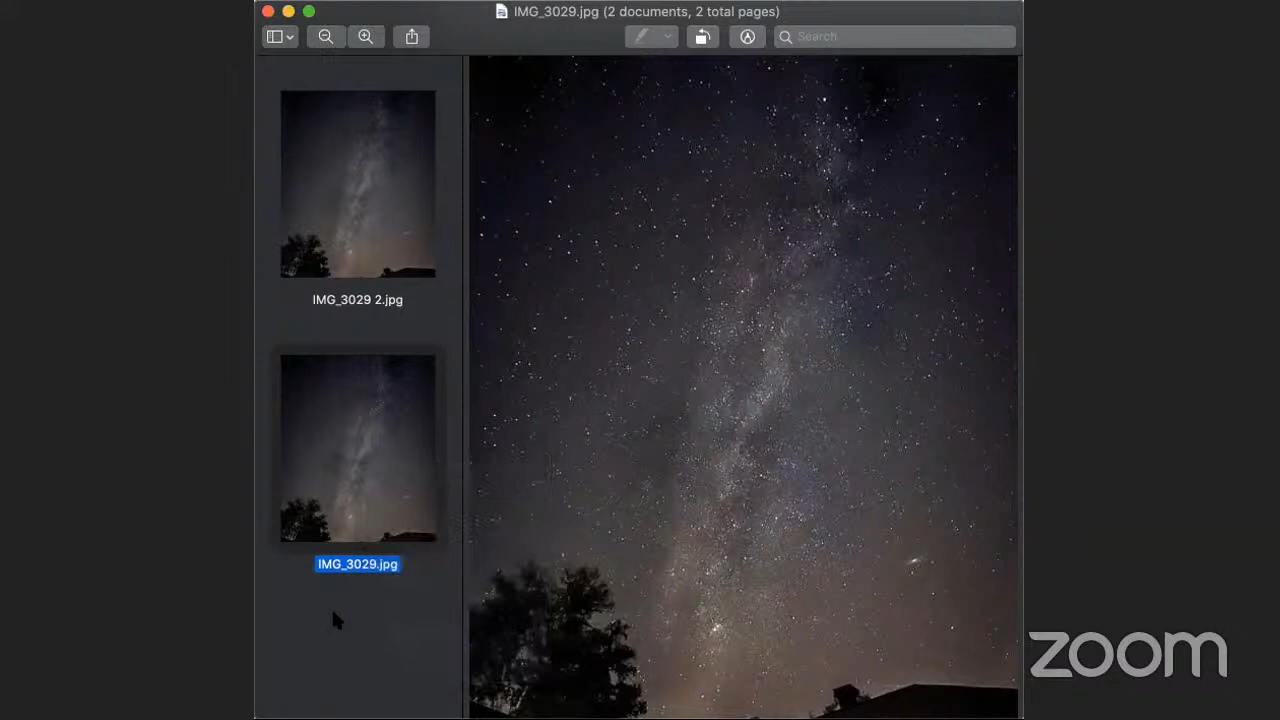 IMG_3029.jpg (2 documents, 2 total pages)
Search
IMG_3029 2.jpg
IMG_3029.jpg
zoom